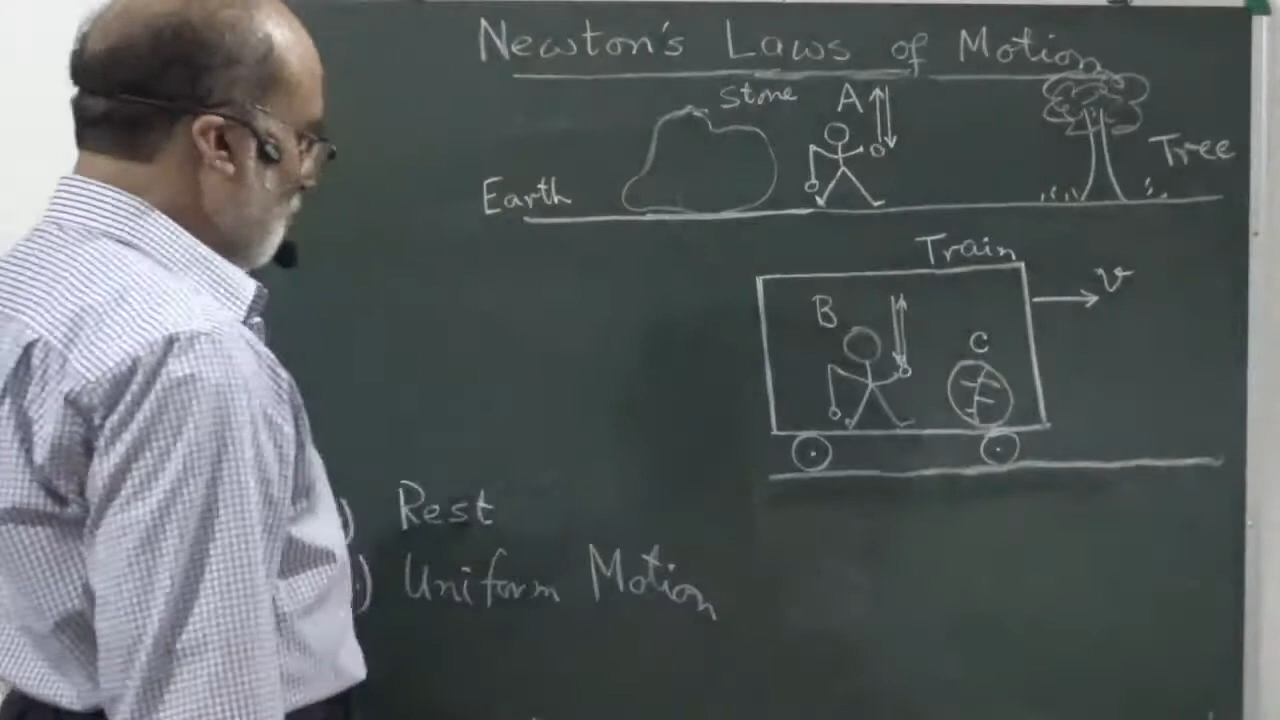 Newton's Laws of Motion
Stone
A
Tree
Earth
Train
v
B
C
) Rest
) Uniform Motion